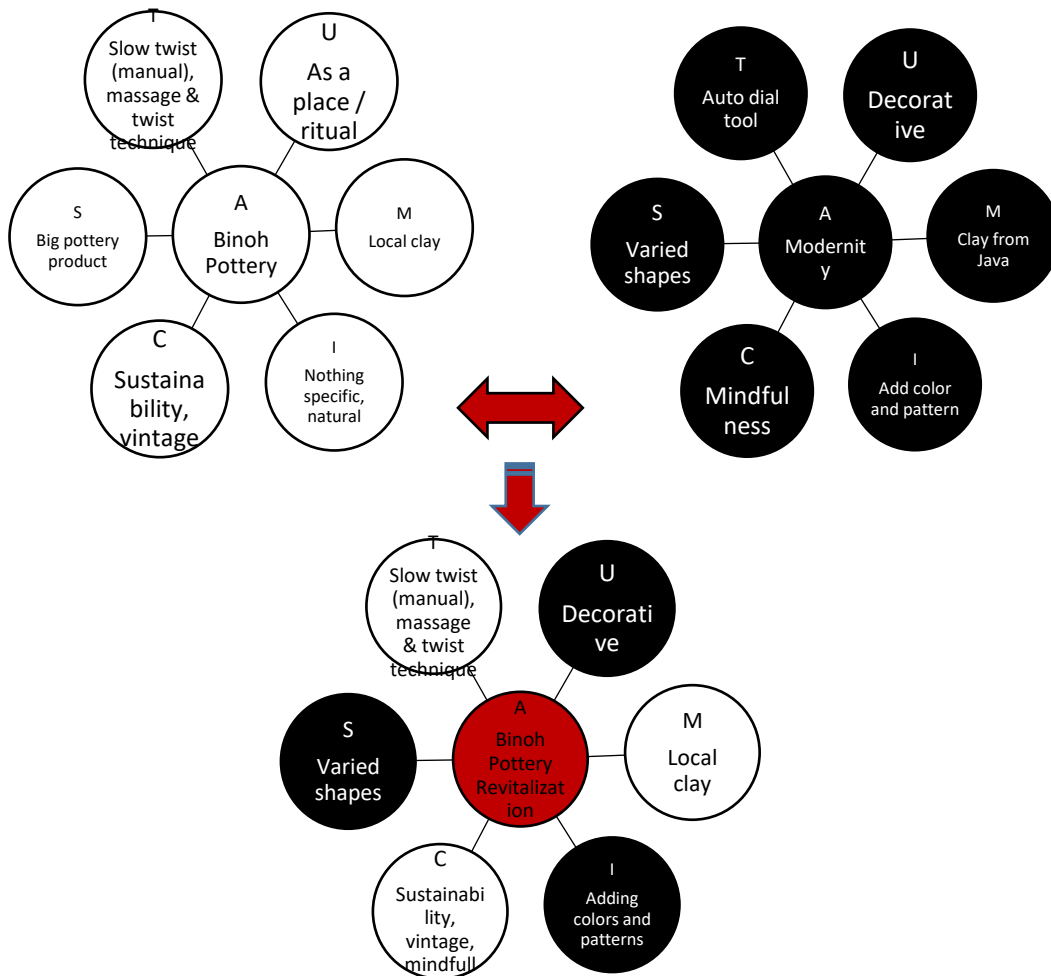 T
Slow twist
(manual),
massage &
twist
technique
U
As a
place /
ritual
S
Big pottery
product
A
Binoh
Pottery
M
Local clay
C
Sustaina
bility,
vintage
I
Nothing
specific,
natural
T
Auto dial
tool
U
Decorat
ive
S
Varied
shapes
A
Modernit
y
M
Clay from
Java
C
Mindful
ness
I
Add color
and pattern
T
Slow twist
(manual),
massage
& twist
technique
U
Decorati
ve
S
Varied
shapes
A
Binoh
Pottery
Revitalizat
ion
M
Local
clay
C
Sustainabi
lity,
vintage,
mindfull
I
Adding
colors and
patterns